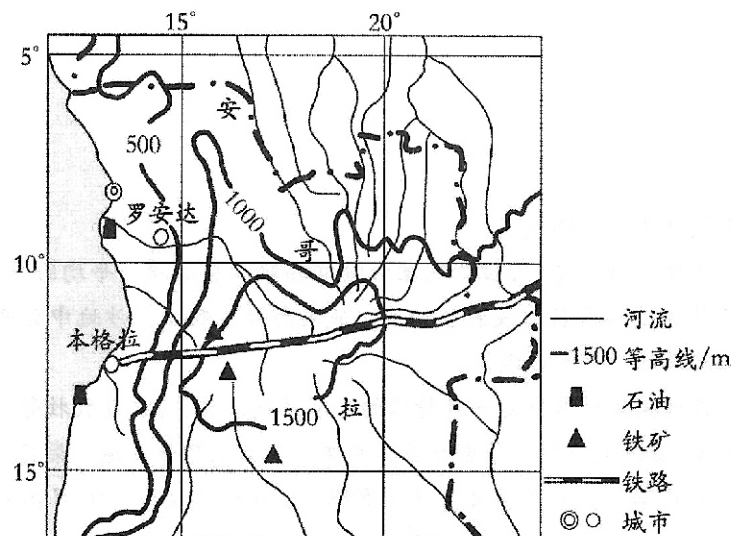 15° 20°
5°
安
500
罗安达
1000
哥
10°
本格拉
河流
1500 等高线/m
石油
1500
拉
铁矿
15°
铁路
城市